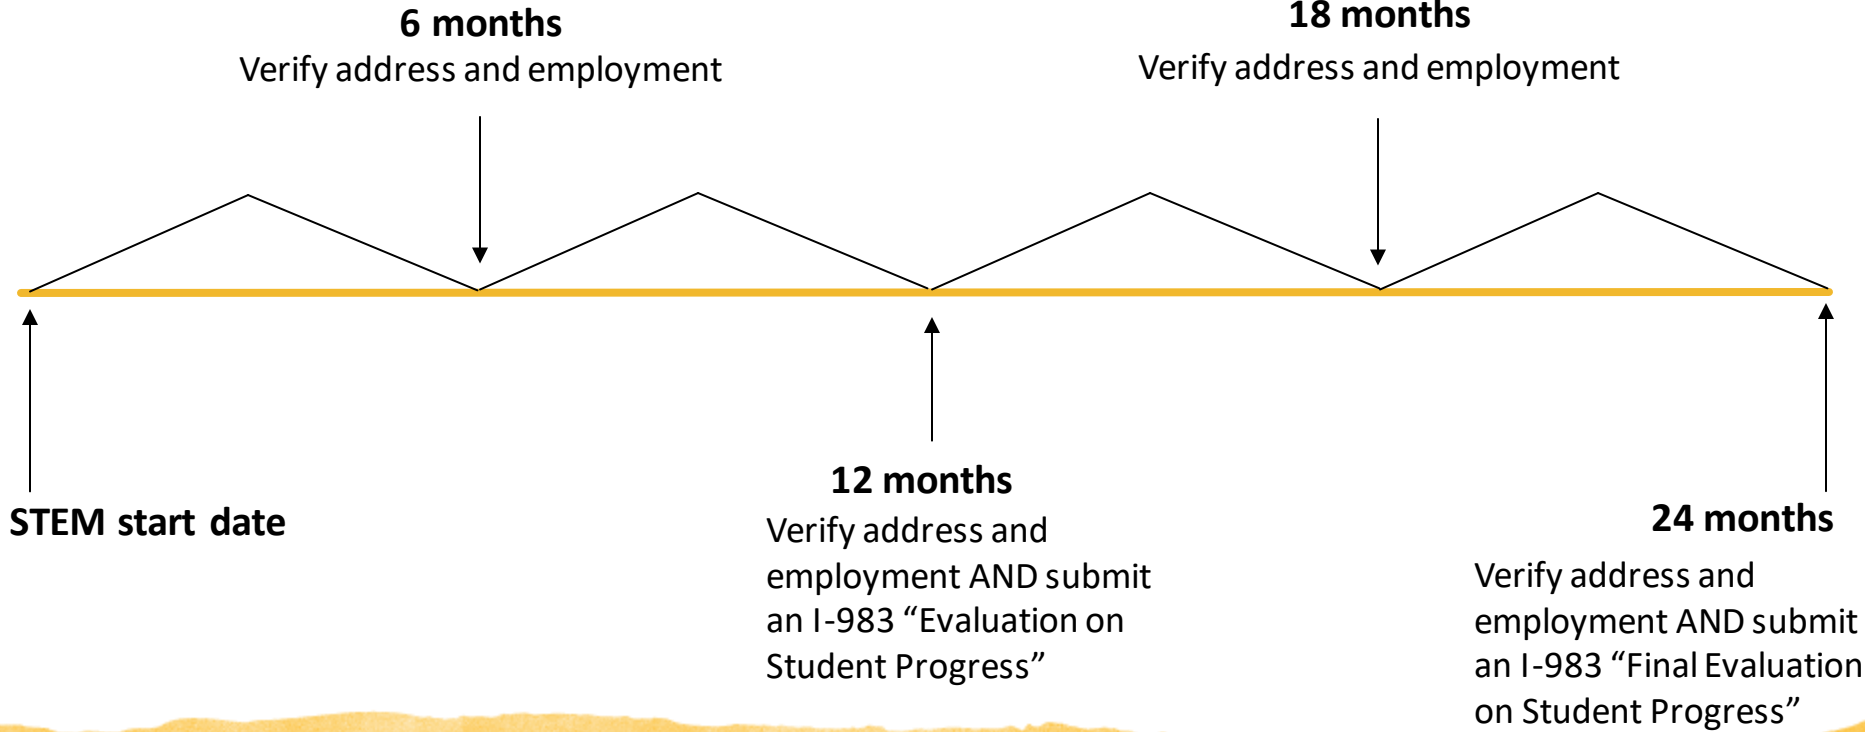 6 months
Verify address and employment
18 months
Verify address and employment
STEM start date
12 months
Verify address and
employment AND submit
an I-983 “Evaluation on
Student Progress”
24 months
Verify address and
employment AND submit
an I-983 “Final Evaluation
on Student Progress”